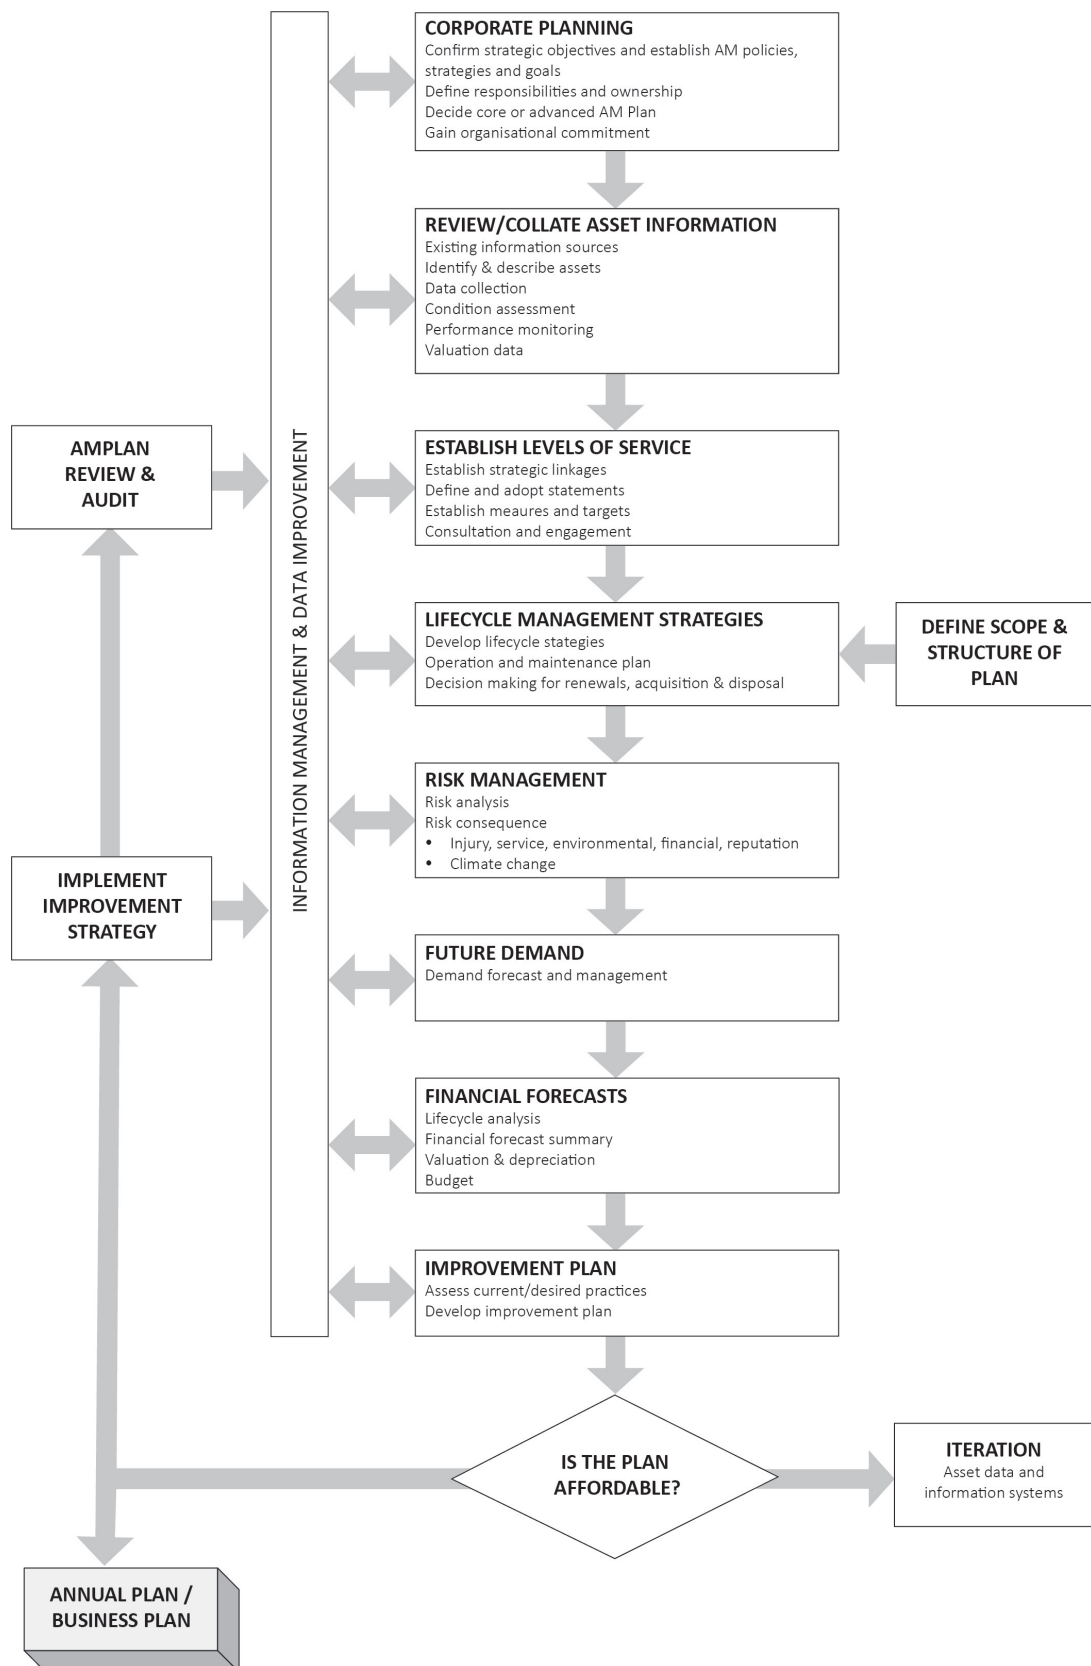 CORPORATE PLANNING
Confirm strategic objectives and establish AM policies,
strategies and goals
Define responsibilities and ownership
Decide core or advanced AM Plan
Gain organisational commitment
REVIEW/COLLATE ASSET INFORMATION
Existing information sources
Identify & describe assets
Data collection
Condition assessment
Performance monitoring
Valuation data
AMPLAN
REVIEW &
AUDIT
INFORMATION MANAGEMENT & DATA IMPROVEMENT
ESTABLISH LEVELS OF SERVICE
Establish strategic linkages
Define and adopt statements
Establish meaures and targets
Consultation and engagement
LIFECYCLE MANAGEMENT STRATEGIES
Develop lifecycle stategies
Operation and maintenance plan
Decision making for renewals, acquisition & disposal
DEFINE SCOPE &
STRUCTURE OF
PLAN
RISK MANAGEMENT
Risk analysis
Risk consequence
• Injury, service, environmental, financial, reputation
• Climate change
IMPLEMENT
IMPROVEMENT
STRATEGY
FUTURE DEMAND
Demand forecast and management
FINANCIAL FORECASTS
Lifecycle analysis
Financial forecast summary
Valuation & depreciation
Budget
IMPROVEMENT PLAN
Assess current/desired practices
Develop improvement plan
IS THE PLAN
AFFORDABLE?
ITERATION
Asset data and
information systems
ANNUAL PLAN /
BUSINESS PLAN